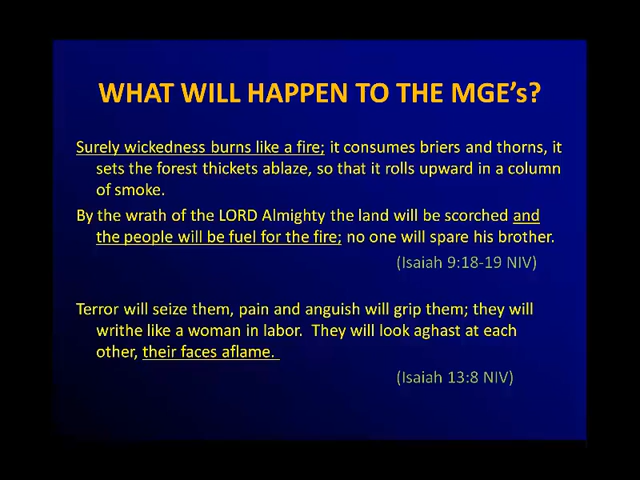 WHAT WILL HAPPEN TO THE MGE's?
Surely wickedness burns like a fire; it consumes briers and thorns, it
sets the forest thickets ablaze, so that it rolls upward in a column
of smoke.
By the wrath of the LORD Almighty the land will be scorched and
the people will be fuel for the fire; no one will spare his brother.
(Isaiah 9:18-19 NIV)
Terror will seize them, pain and anguish will grip them; they will
writhe like a woman in labor. They will look aghast at each
other, their faces aflame.
(Isaiah 13:8 NIV)